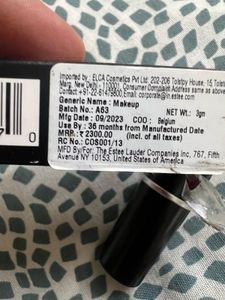 Imported by : ELCA Cosmetics Pvt Ltd, 202-206 Tolstoy House, 15 Tolstoy
Marg, New Delhi - 110001. Consumer Complaint Address same as above
Contact : +91-22-61479800, Email: corporate@in.estee.com
Generic Name : Makeup
Batch No. : A63 Net Wt.: 3gm
Mfg Date : 09/2023 COO : Belgium
Use By : 36 months from Manufactured Date
MRP: ₹ 2300.00 (incl. of all taxes)
RC No. : COS001/13
MFD By/For: The Estee Lauder Companies Inc, 767, Fifth
Avenue NY 10153, United States of America
0